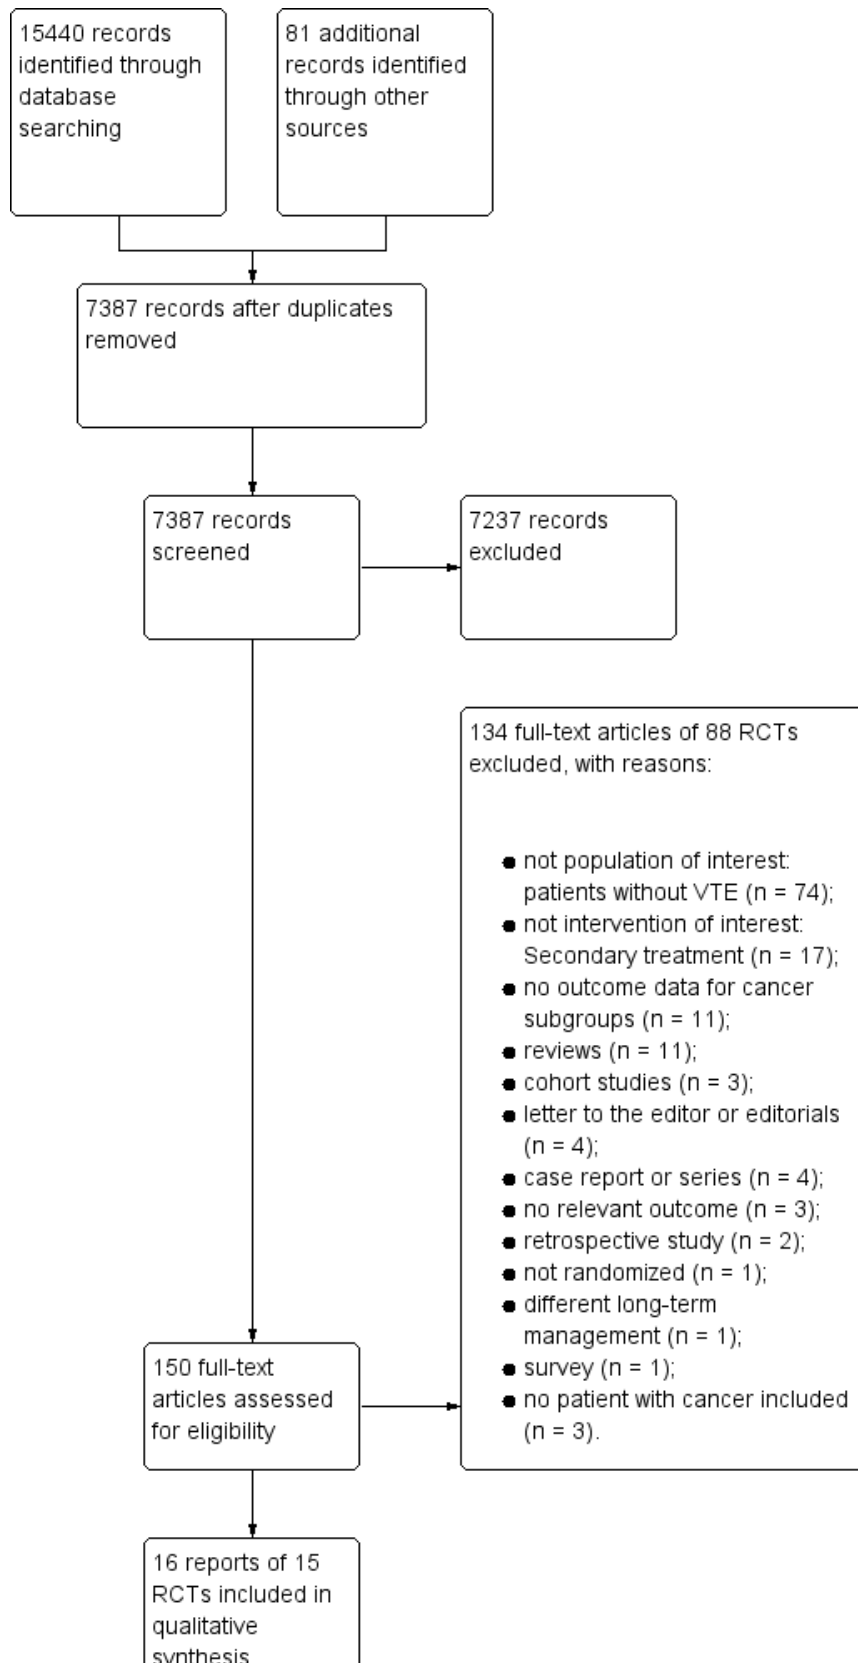 15440 records
identified through
database
searching
81 additional
records identified
through other
sources
7387 records after duplicates
removed
7387 records
screened
7237 records
excluded
134 full-text articles of 88 RCTs
excluded, with reasons:
● not population of interest:
patients without VTE (n = 74);
● not intervention of interest:
Secondary treatment (n = 17);
● no outcome data for cancer
subgroups (n = 11);
● reviews (n = 11);
● cohort studies (n = 3);
● letter to the editor or editorials
(n = 4);
● case report or series (n = 4);
● no relevant outcome (n = 3);
● retrospective study (n = 2);
● not randomized (n = 1);
● different long-term
management (n = 1);
● survey (n = 1);
● no patient with cancer included
(n = 3).
150 full-text
articles assessed
for eligibility
16 reports of 15
RCTs included in
qualitative
synthesis